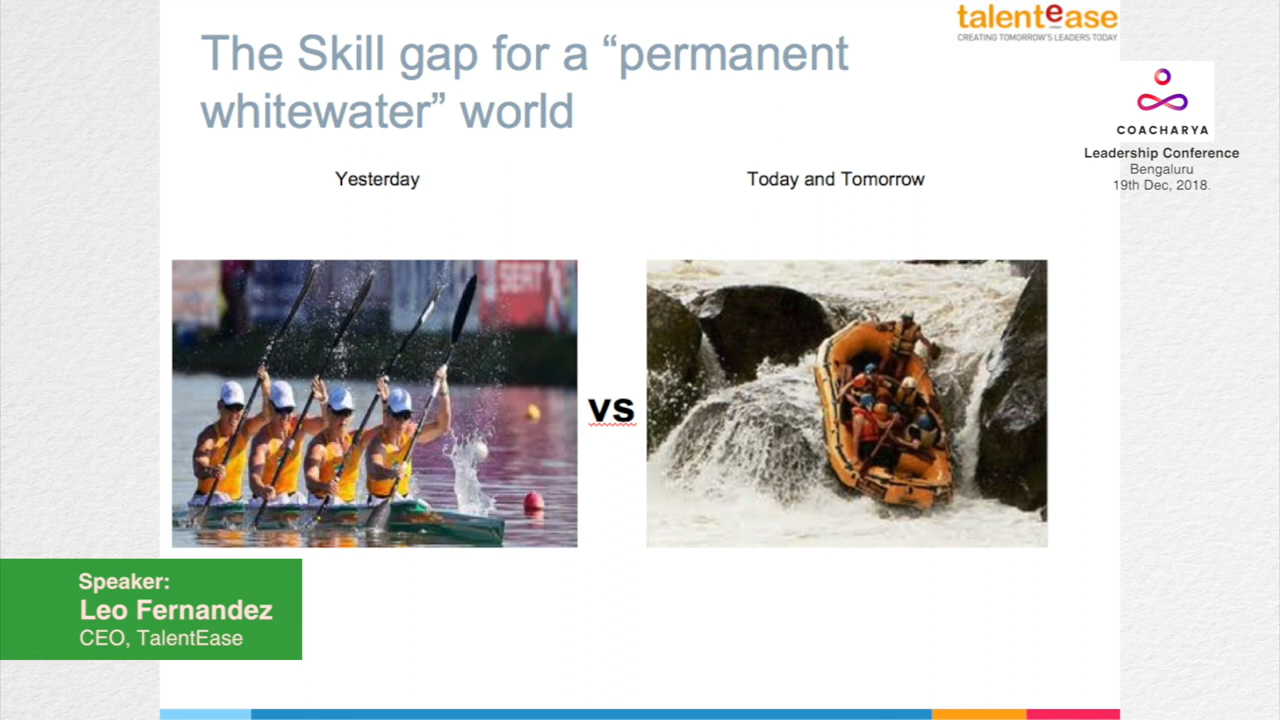 talentease
CREATING TOMORROW'S LEADERS TODAY
The Skill gap for a “permanent
whitewater” world
COACHARYA
Leadership Conference
Bengaluru
19th Dec, 2018.
Yesterday
Today and Tomorrow
SERT
vs
Speaker:
Leo Fernandez
CEO, TalentEase